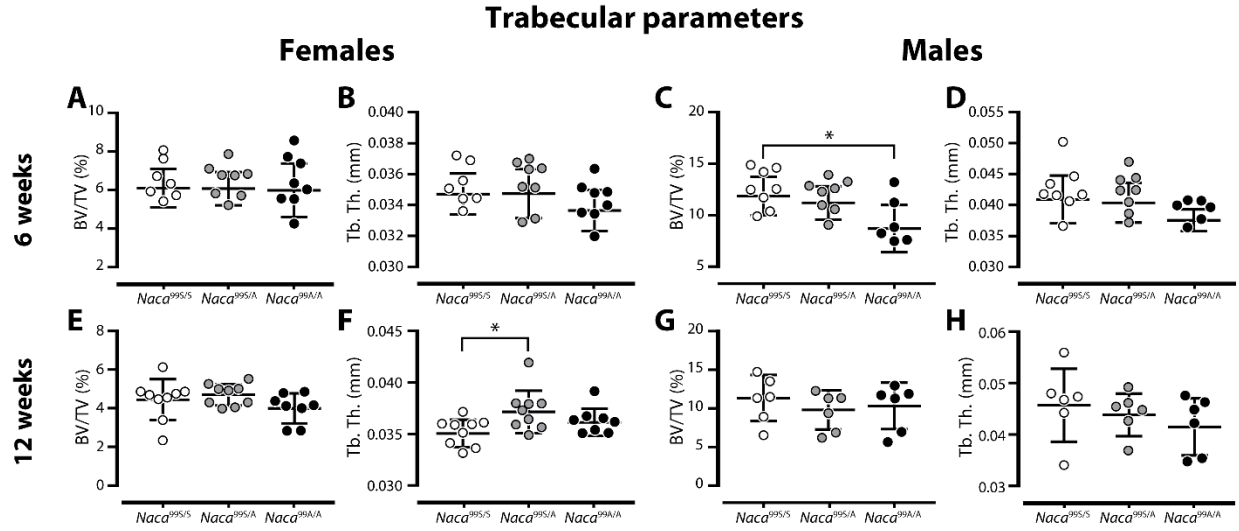 Trabecular parameters
Females Males
6 weeks
A
BV/TV (%)
10
8
6
4
2
Naca99S/S Naca99S/A Naca99A/A
B
Tb. Th. (mm)
0.040
0.038
0.036
0.034
0.032
0.030
Naca99S/S Naca99S/A Naca99A/A
C
BV/TV (%)
20
15
10
5
*
Naca99S/S Naca99S/A Naca99A/A
D
Tb. Th. (mm)
0.055
0.050
0.045
0.040
0.035
0.030
Naca99S/S Naca99S/A Naca99A/A
12 weeks
E
BV/TV (%)
8
6
4
2
0
Naca99S/S Naca99S/A Naca99A/A
F
Tb. Th. (mm)
0.045
0.040
0.035
0.030
*
Naca99S/S Naca99S/A Naca99A/A
G
BV/TV (%)
20
15
10
5
0
Naca99S/S Naca99S/A Naca99A/A
H
Tb. Th. (mm)
0.06
0.05
0.04
0.03
Naca99S/S Naca99S/A Naca99A/A